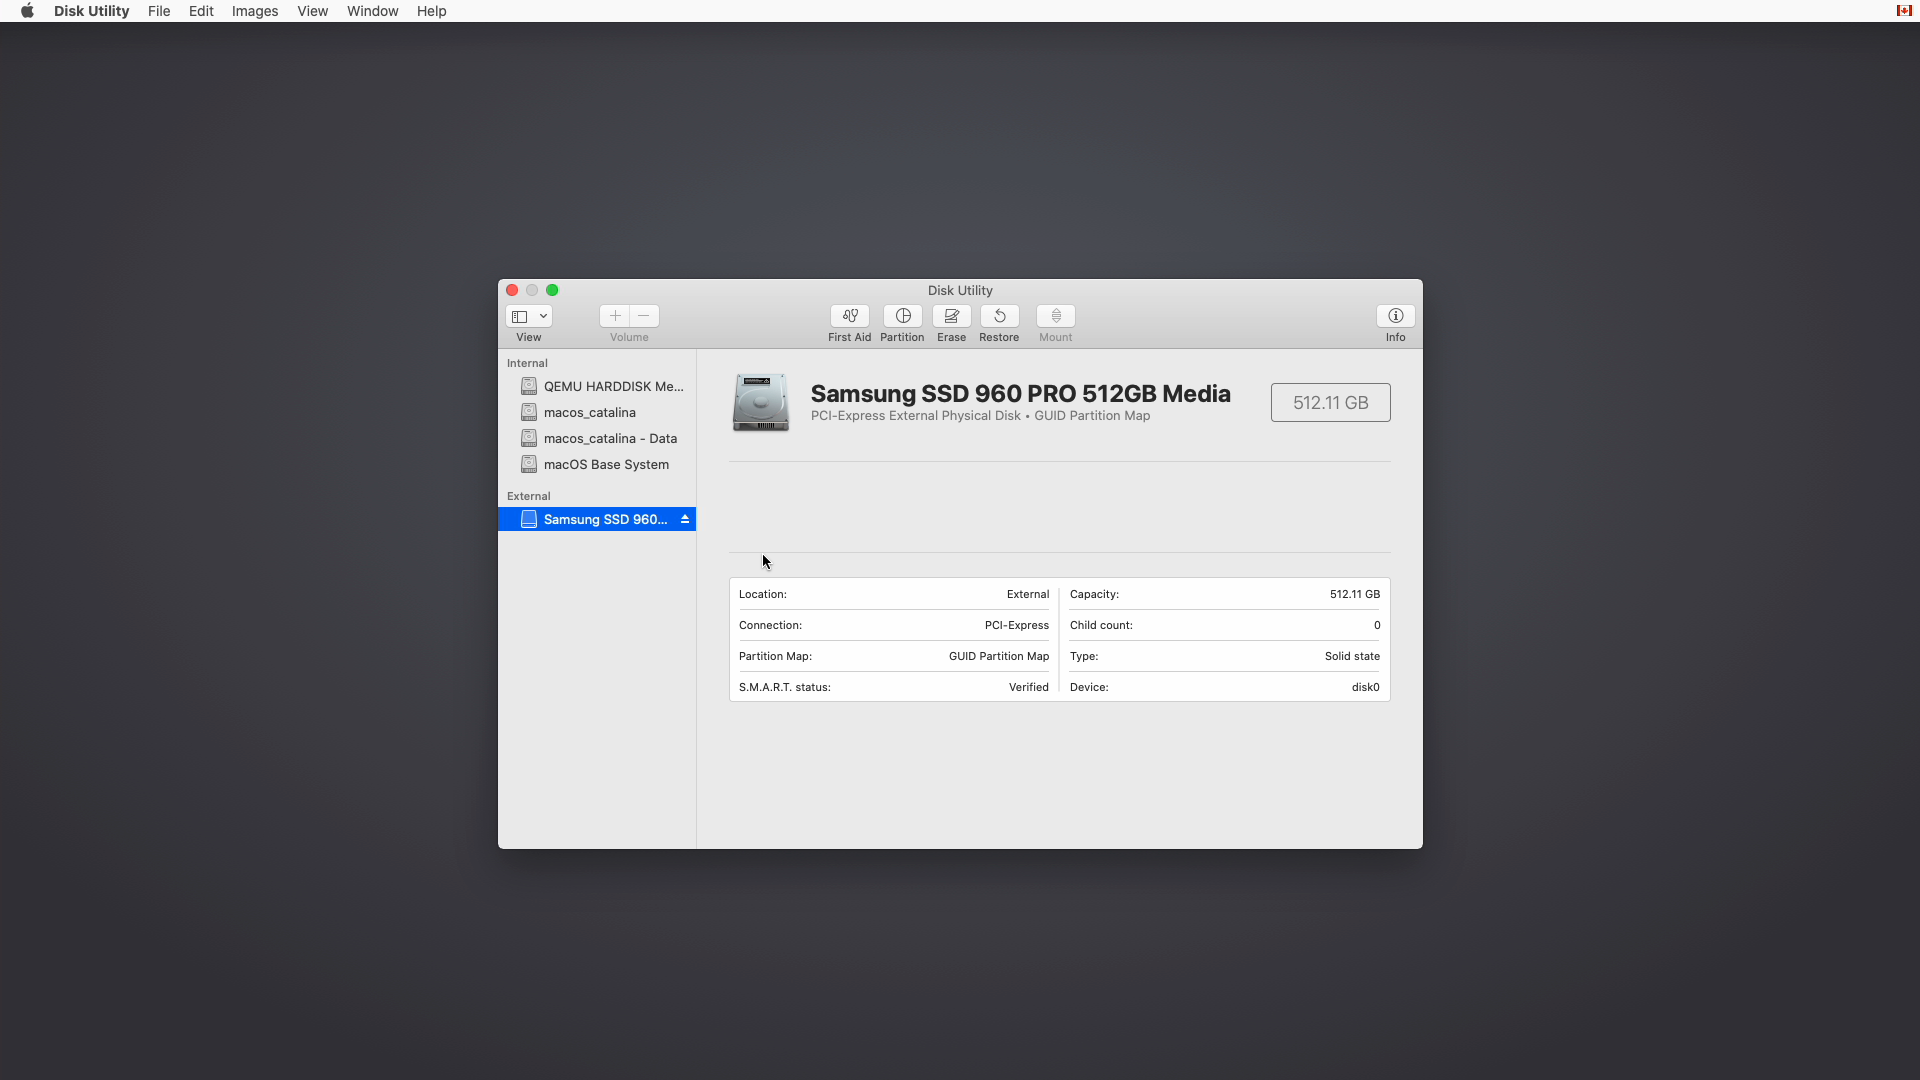 Disk Utility File Edit Images View Window Help
Disk Utility
View Volume First Aid Partition Erase Restore Mount Info
Internal
QEMU HARDDISK Me...
macos_catalina
macos_catalina - Data
macOS Base System
External
Samsung SSD 960...
Samsung SSD 960 PRO 512GB Media
PCI-Express External Physical Disk • GUID Partition Map
512.11 GB
Location: External
Capacity: 512.11 GB
Connection: PCI-Express
Child count: 0
Partition Map: GUID Partition Map
Type: Solid state
S.M.A.R.T. status: Verified
Device: disk0